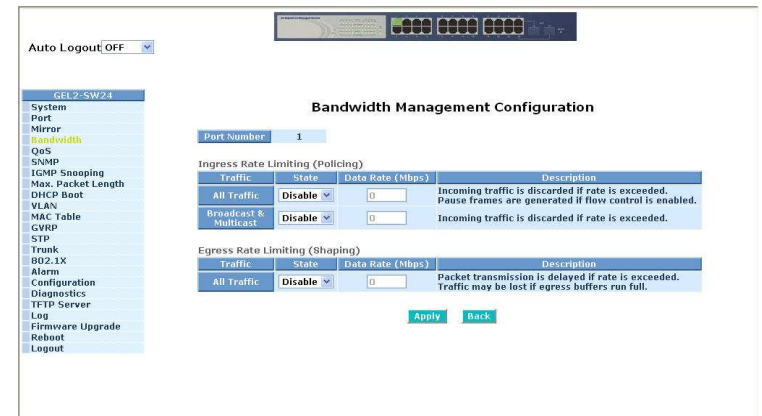 Auto Logout OFF
GEL2-SW24
System
Port
Mirror
Bandwidth
QoS
SNMP
IGMP Snooping
Max. Packet Length
DHCP Boot
VLAN
MAC Table
GVRP
STP
Trunk
802.1X
Alarm
Configuration
Diagnostics
TFTP Server
Log
Firmware Upgrade
Reboot
Logout
Bandwidth Management Configuration
Port Number 1
Ingress Rate Limiting (Policing)
Traffic State Data Rate (Mbps) Description
All Traffic Disable 0 Incoming traffic is discarded if rate is exceeded.
Pause frames are generated if flow control is enabled.
Broadcast &
Multicast Disable 0 Incoming traffic is discarded if rate is exceeded.
Egress Rate Limiting (Shaping)
Traffic State Data Rate (Mbps) Description
All Traffic Disable 0 Packet transmission is delayed if rate is exceeded.
Traffic may be lost if egress buffers run full.
Apply Back